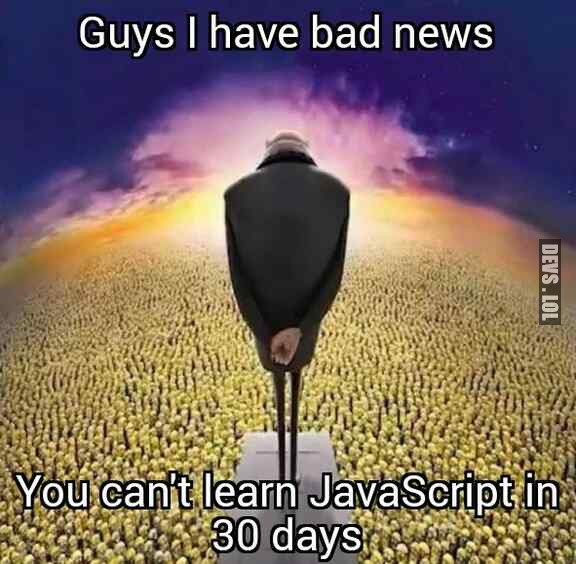 Guys I have bad news
DEVS.LOL
You can't learn JavaScript in
30 days